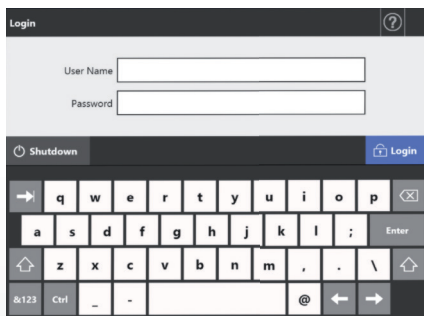 Login ?
User Name
Password
Shutdown Login
q w e r t y u i o p
a s d f g h j k l ; Enter
z x c v b n m , . \
&123 Ctrl _ - @